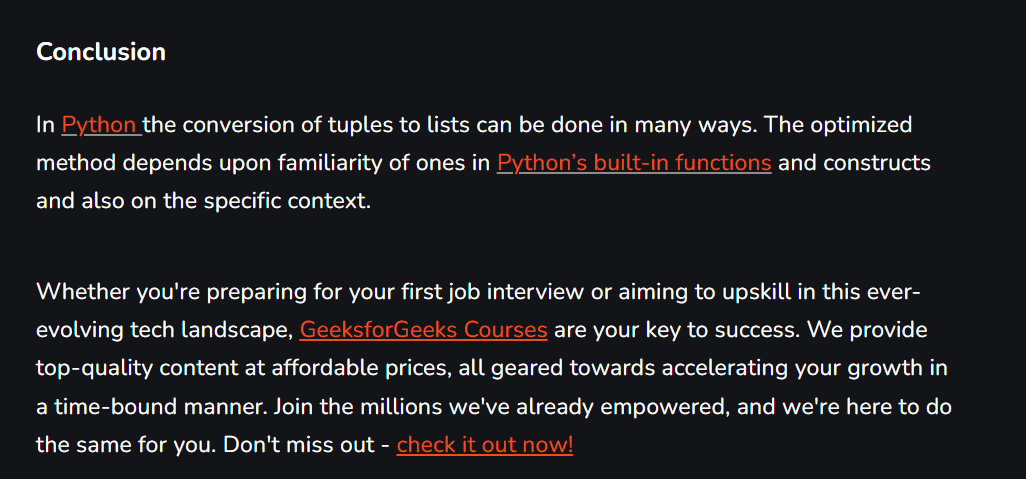 Conclusion
In Python the conversion of tuples to lists can be done in many ways. The optimized
method depends upon familiarity of ones in Python’s built-in functions and constructs
and also on the specific context.
Whether you're preparing for your first job interview or aiming to upskill in this ever-
evolving tech landscape, GeeksforGeeks Courses are your key to success. We provide
top-quality content at affordable prices, all geared towards accelerating your growth in
a time-bound manner. Join the millions we've already empowered, and we're here to do
the same for you. Don't miss out - check it out now!